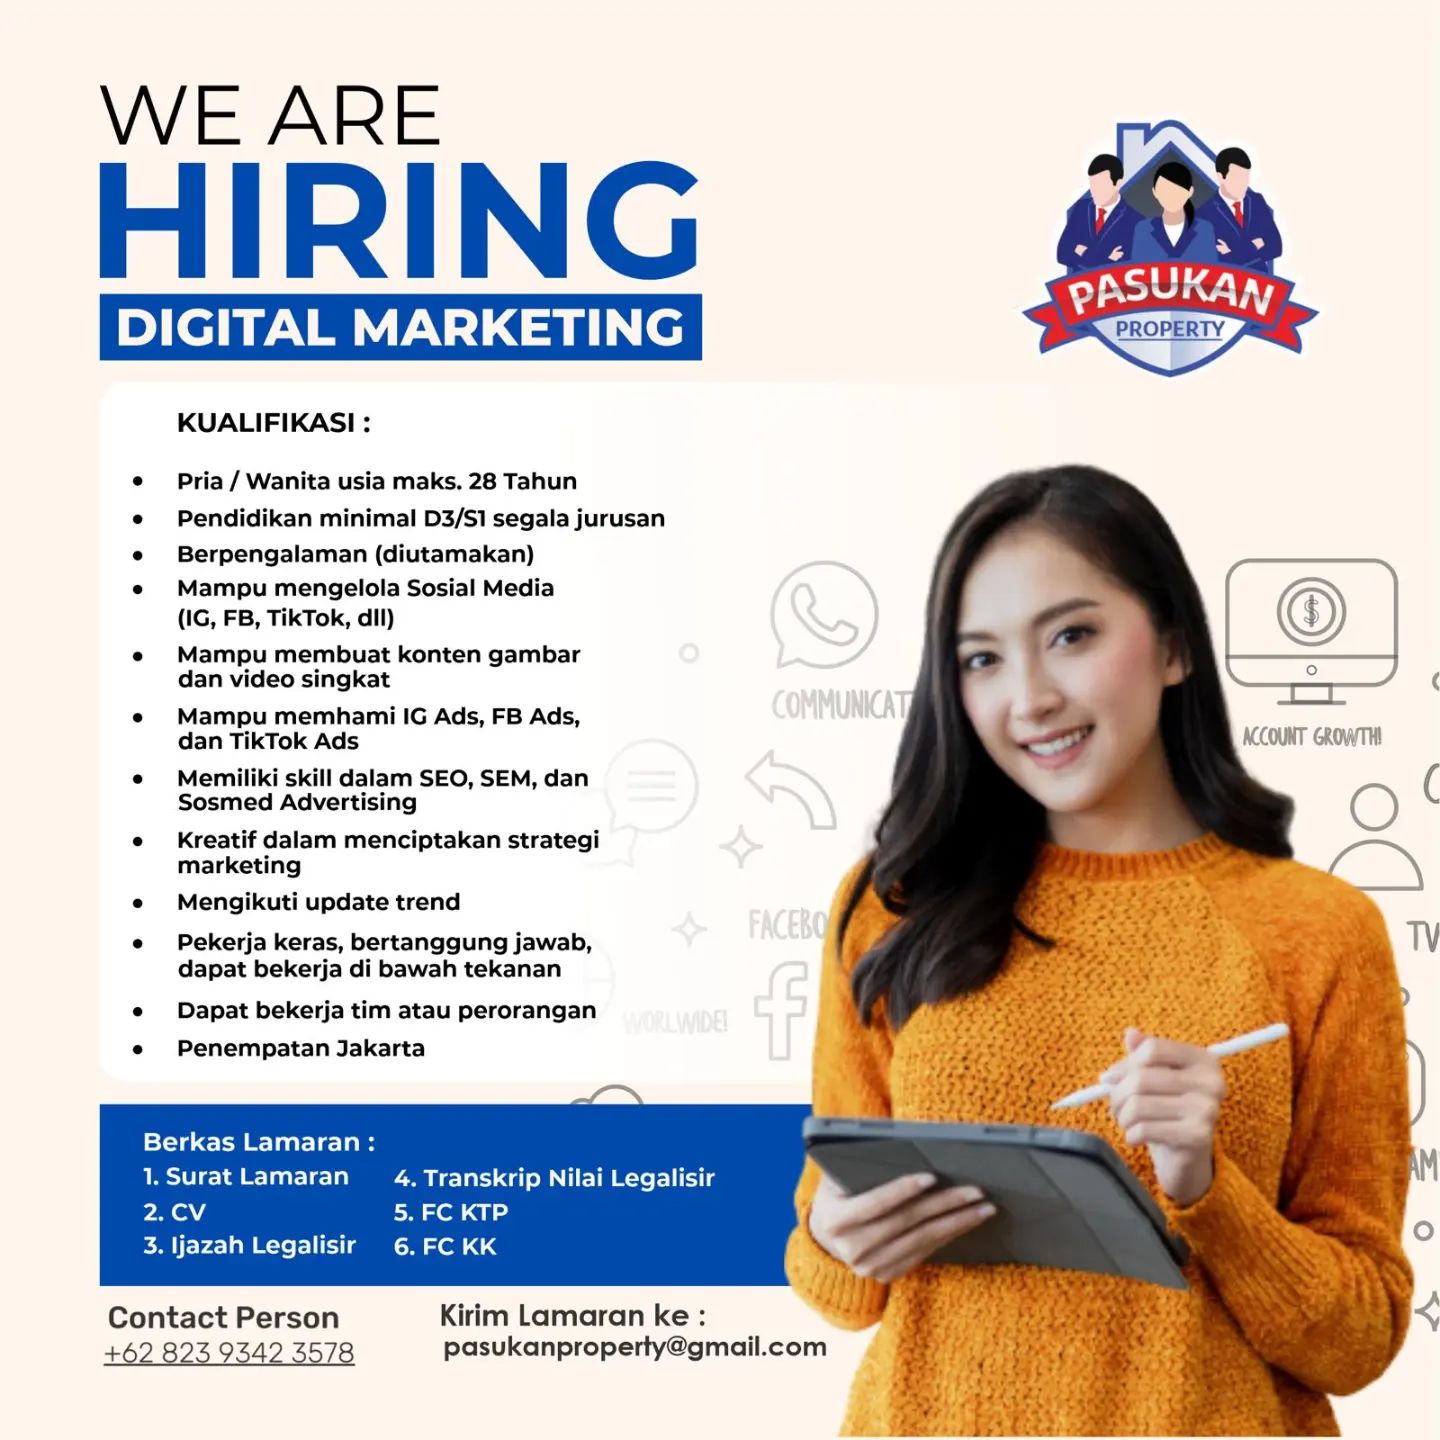 WE ARE
HIRING
DIGITAL MARKETING
PASUKAN
PROPERTY
KUALIFIKASI :
• Pria / Wanita usia maks. 28 Tahun
• Pendidikan minimal D3/S1 segala jurusan
• Berpengalaman (diutamakan)
• Mampu mengelola Sosial Media
(IG, FB, TikTok, dll)
• Mampu membuat konten gambar
dan video singkat
• Mampu memhami IG Ads, FB Ads,
dan TikTok Ads
• Memiliki skill dalam SEO, SEM, dan
Sosmed Advertising
• Kreatif dalam menciptakan strategi
marketing
• Mengikuti update trend
• Pekerja keras, bertanggung jawab,
dapat bekerja di bawah tekanan
• Dapat bekerja tim atau perorangan
• Penempatan Jakarta
COMMUNICAT
ACCOUNT GROWTH!
FACEBO
WORLWIDE!
TW
AM
Berkas Lamaran :
1. Surat Lamaran
2. CV
3. Ijazah Legalisir
4. Transkrip Nilai Legalisir
5. FC KTP
6. FC KK
Contact Person
+62 823 9342 3578
Kirim Lamaran ke :
pasukanproperty@gmail.com